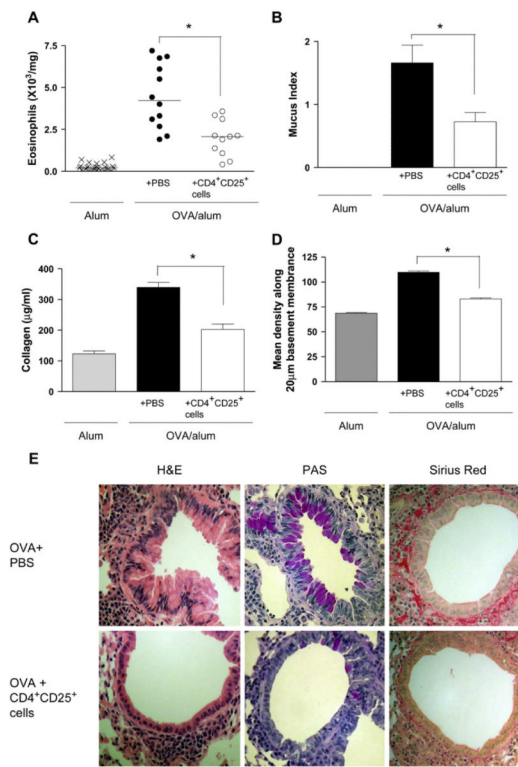 A
*
Eosinophils (X10³/mg)
7.5
5.0
2.5
0.0
+PBS
+CD4⁺CD25⁺
cells
Alum
OVA/alum
B
*
Mucus Index
2
1
0
+PBS
+CD4⁺CD25⁺
cells
Alum
OVA/alum
C
*
Collagen (µg/ml)
400
300
200
100
0
+PBS
+CD4⁺CD25⁺
cells
Alum
OVA/alum
D
*
Mean density along
20µm basement membrance
125
100
75
50
25
0
+PBS
+CD4⁺CD25⁺
cells
Alum
OVA/alum
E
H&E
PAS
Sirius Red
OVA+
PBS
OVA +
CD4⁺CD25⁺
cells